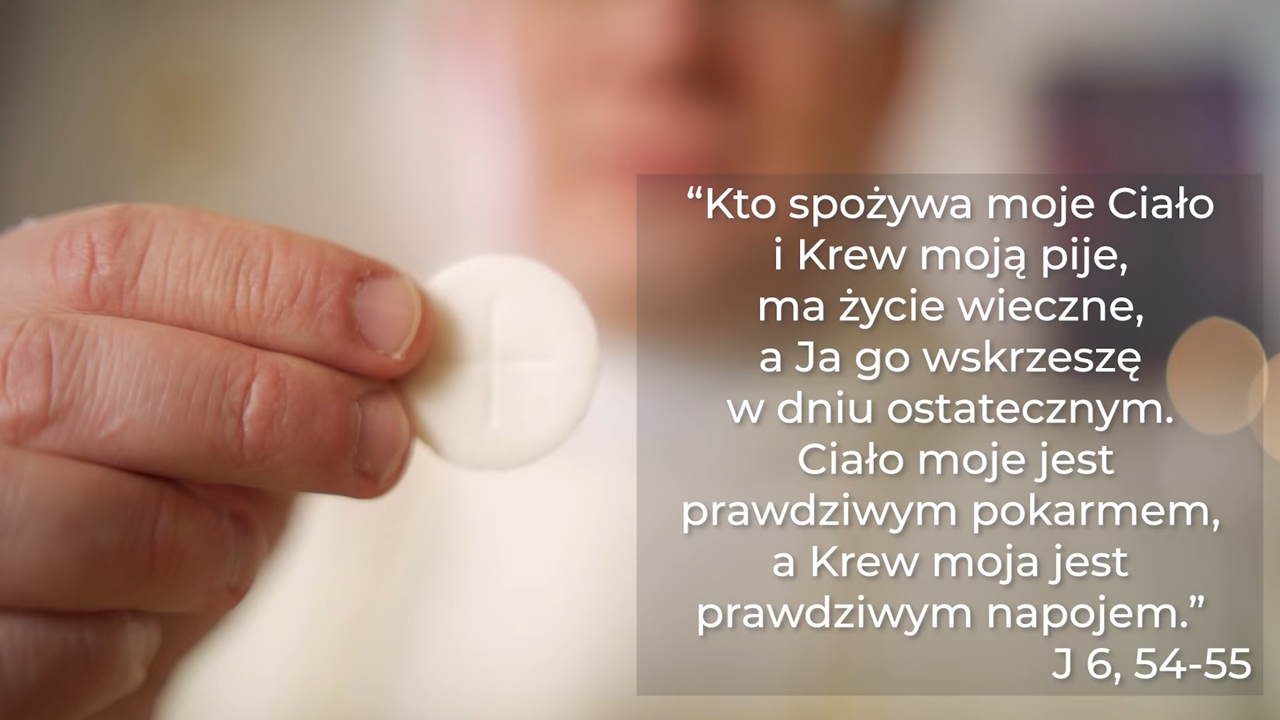 “Kto spożywa moje Ciało
i Krew moją pije,
ma życie wieczne,
a Ja go wskrzeszę
w dniu ostatecznym.
Ciało moje jest
prawdziwym pokarmem,
a Krew moja jest
prawdziwym napojem.”
J 6, 54-55